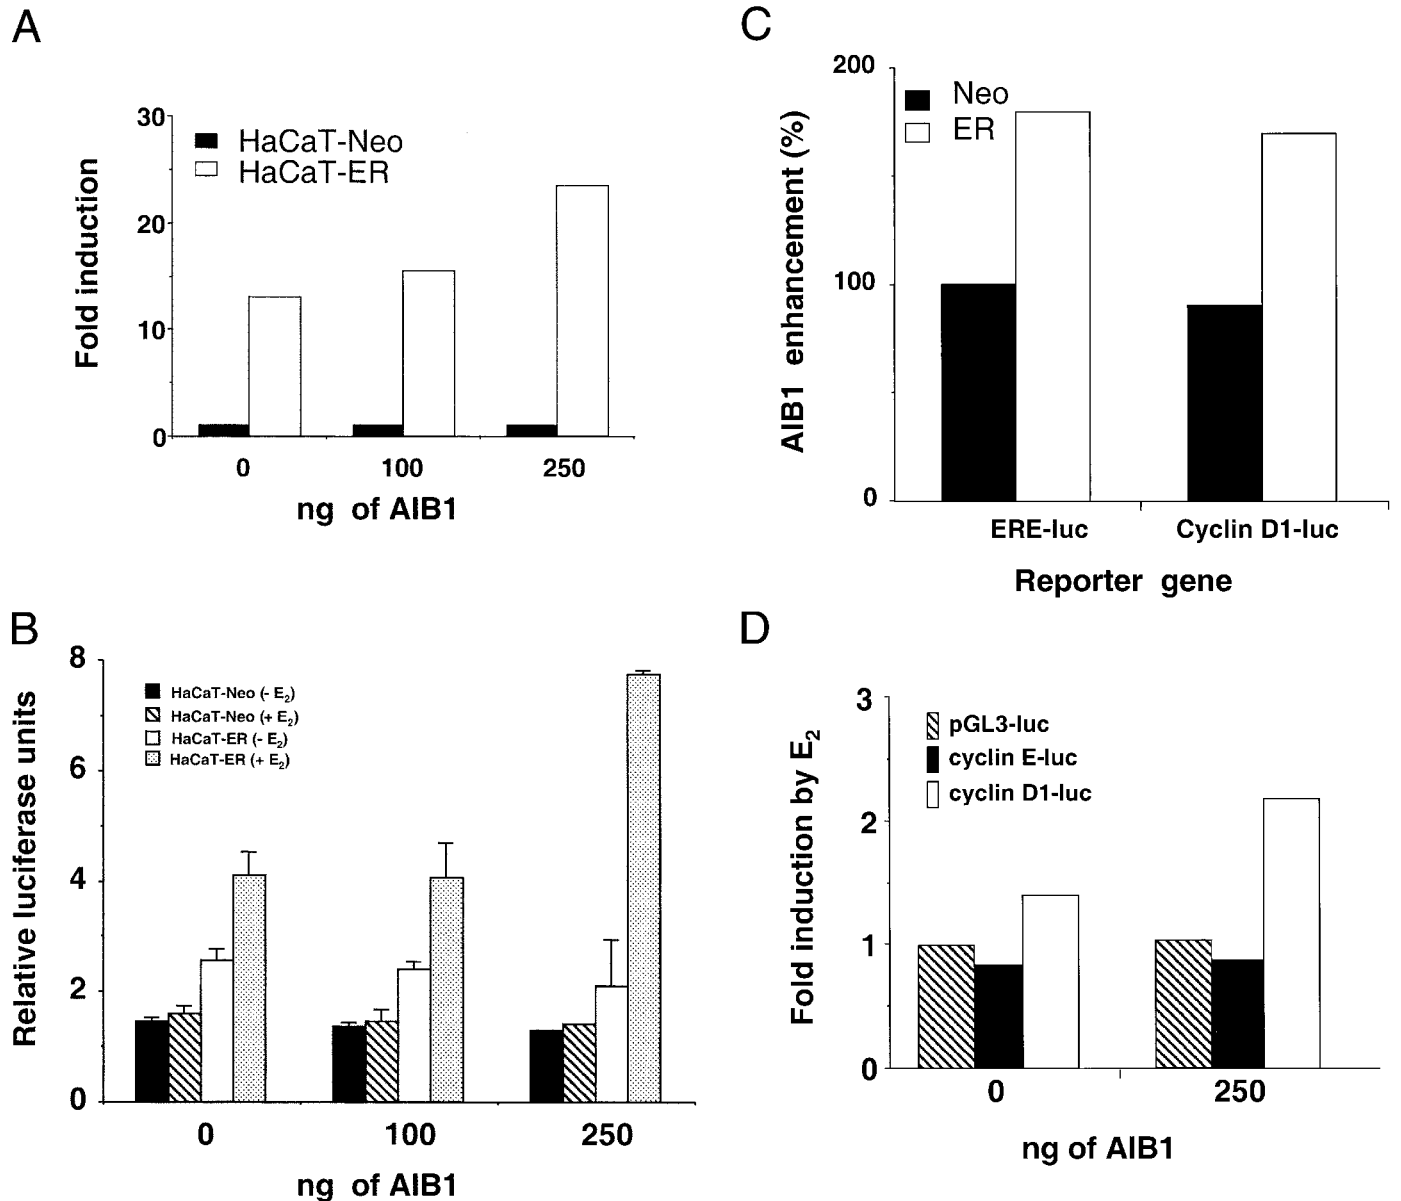 A
30
20
10
0
Fold induction
HaCaT-Neo
HaCaT-ER
0 100 250
ng of AIB1
B
8
6
4
2
0
Relative luciferase units
HaCaT-Neo (- E2)
HaCaT-Neo (+ E2)
HaCaT-ER (- E2)
HaCaT-ER (+ E2)
0 100 250
ng of AIB1
C
200
100
0
AIB1 enhancement (%)
Neo
ER
ERE-luc Cyclin D1-luc
Reporter gene
D
3
2
1
0
Fold induction by E2
pGL3-luc
cyclin E-luc
cyclin D1-luc
0 250
ng of AIB1